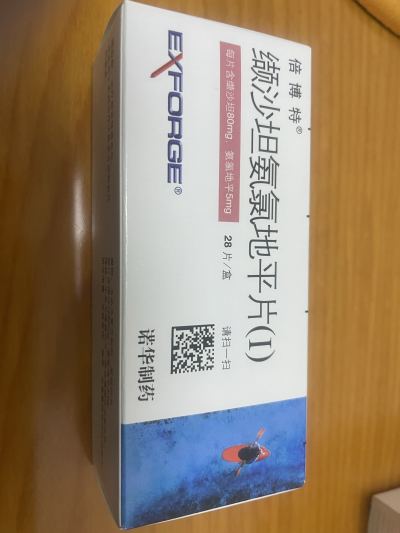 倍博特®
缬沙坦氨氯地平片(I)
EXFORGE®
每片含缬沙坦80mg，氨氯地平5mg
28 片/盒
请扫一扫
诺华制药